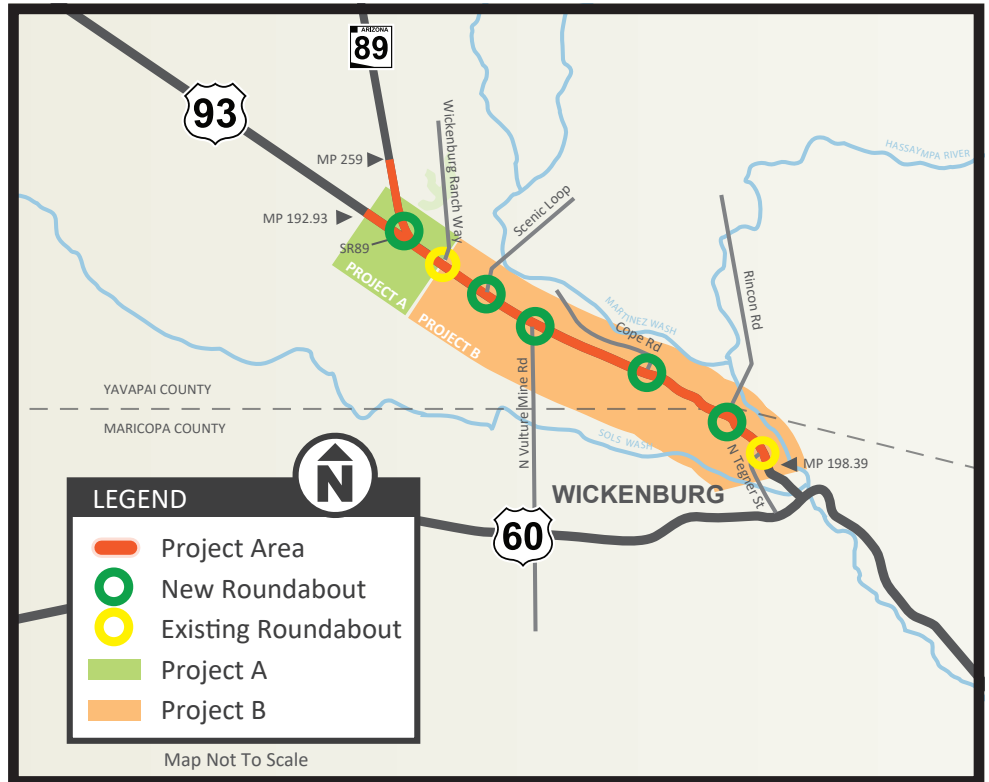 ARIZONA
89
93
MP 259
Wickenburg Ranch Way
HASSAYMPA RIVER
MP 192.93
Scenic Loop
SR89
PROJECT A
PROJECT B
Rincon Rd
MARTINEZ WASH
Cope Rd
N Vulture Mine Rd
YAVAPAI COUNTY
MARICOPA COUNTY
SOLS WASH
N Tegner St
MP 198.39
WICKENBURG
60
N
LEGEND
Project Area
New Roundabout
Existing Roundabout
Project A
Project B
Map Not To Scale